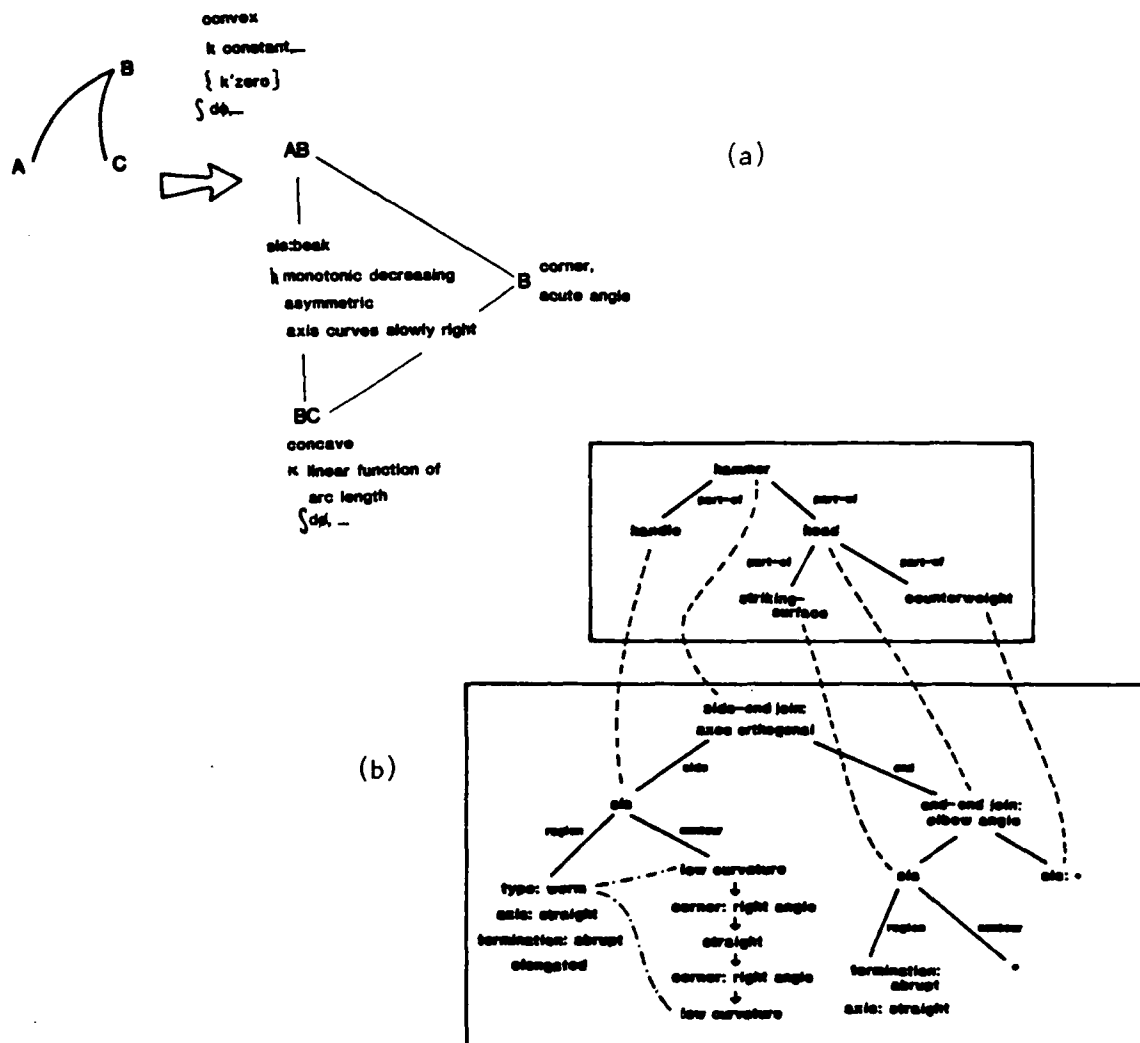 convex
k constant,—
{ k'zero}
∫ dφ,—
B
A
C
(a)
AB
sls:beak
h monotonic decreasing
asymmetric
axis curves slowly right
B
corner,
acute angle
BC
concave
κ linear function of
arc length
∫dφ, —
hammer
part-of
part-of
handle
head
part-of
part-of
striking-
surface
counterweight
(b)
side-end join:
axes orthogonal
side
end
sls
end-end join:
elbow angle
region
contour
type: worm
axis: straight
termination: abrupt
elongated
low curvature
corner: right angle
straight
corner: right angle
low curvature
sls
sls: •
region
contour
termination:
abrupt
axis: straight
•